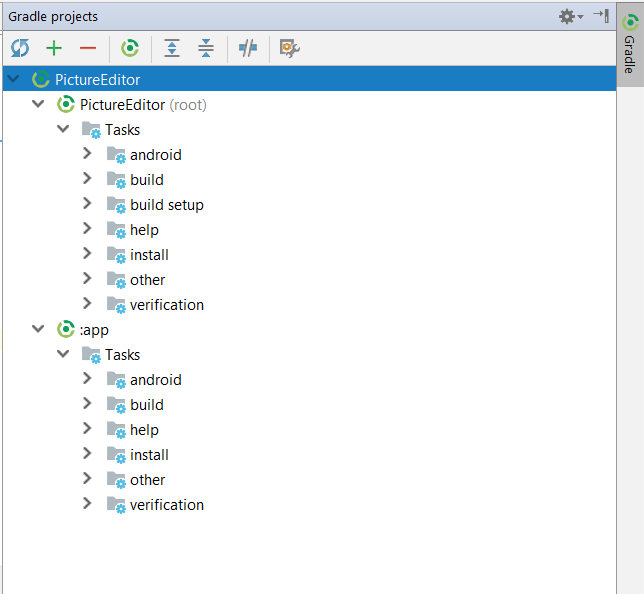 Gradle projects
Gradle
PictureEditor
PictureEditor (root)
Tasks
android
build
build setup
help
install
other
verification
:app
Tasks
android
build
help
install
other
verification